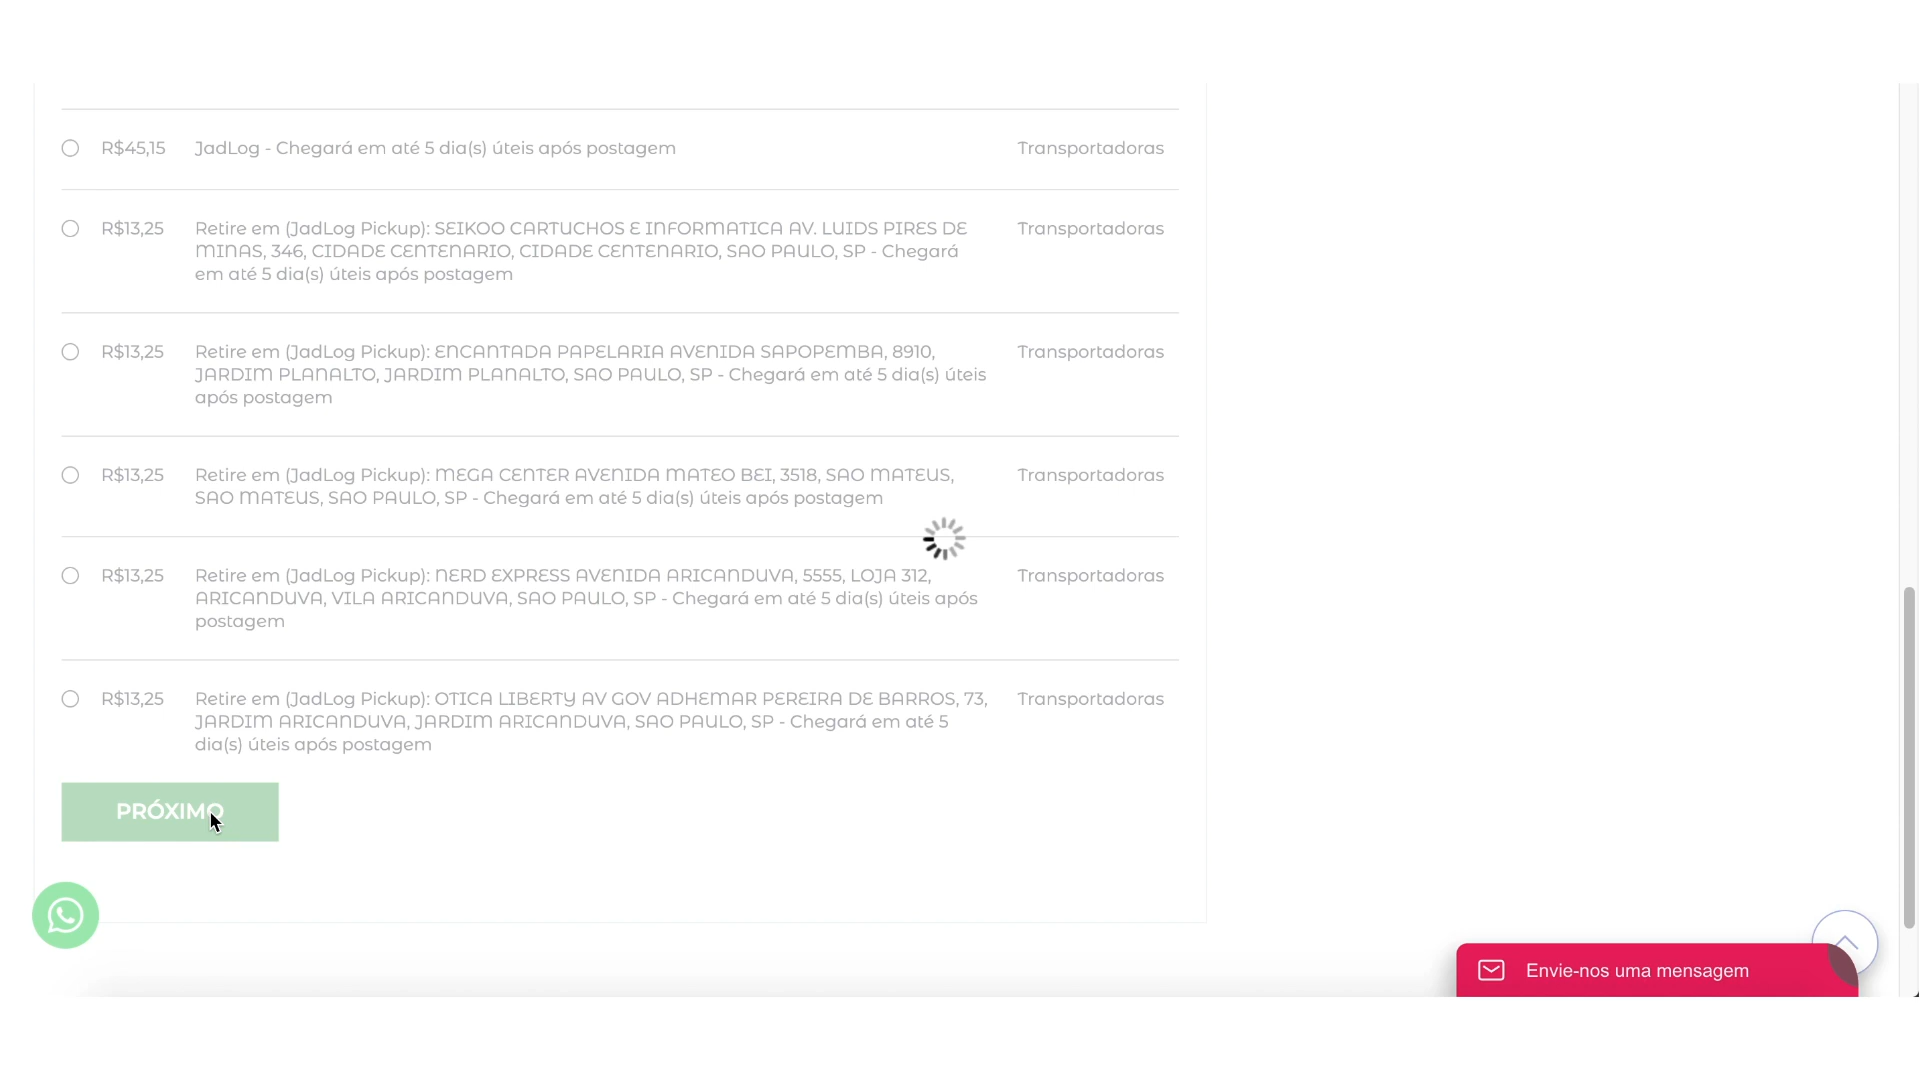 R$45,15 JadLog - Chegará em até 5 dia(s) úteis após postagem Transportadoras
R$13,25 Retire em (JadLog Pickup): SEIKOO CARTUCHOS E INFORMATICA AV. LUIDS PIRES DE Transportadoras
MINAS, 346, CIDADE CENTENARIO, CIDADE CENTENARIO, SAO PAULO, SP - Chegará
em até 5 dia(s) úteis após postagem
R$13,25 Retire em (JadLog Pickup): ENCANTADA PAPELARIA AVENIDA SAPOPEMBA, 8910, Transportadoras
JARDIM PLANALTO, JARDIM PLANALTO, SAO PAULO, SP - Chegará em até 5 dia(s) úteis
após postagem
R$13,25 Retire em (JadLog Pickup): MEGA CENTER AVENIDA MATEO BEI, 3518, SAO MATEUS, Transportadoras
SAO MATEUS, SAO PAULO, SP - Chegará em até 5 dia(s) úteis após postagem
R$13,25 Retire em (JadLog Pickup): NERD EXPRESS AVENIDA ARICANDUVA, 5555, LOJA 312, Transportadoras
ARICANDUVA, VILA ARICANDUVA, SAO PAULO, SP - Chegará em até 5 dia(s) úteis após
postagem
R$13,25 Retire em (JadLog Pickup): OTICA LIBERTY AV GOV ADHEMAR PEREIRA DE BARROS, 73, Transportadoras
JARDIM ARICANDUVA, JARDIM ARICANDUVA, SAO PAULO, SP - Chegará em até 5
dia(s) úteis após postagem
PRÓXIMO
Envie-nos uma mensagem